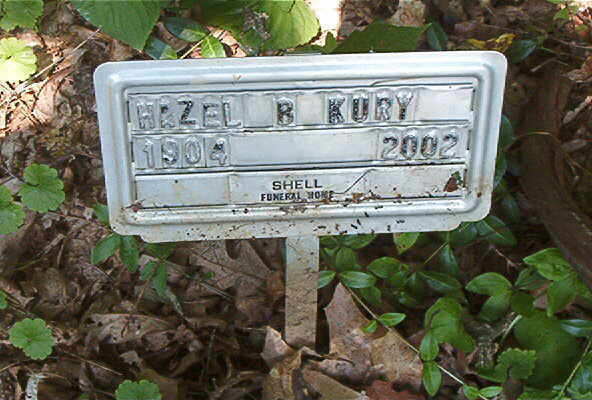 HAZEL B KURY
1904 2002
SHELL
FUNERAL HOME